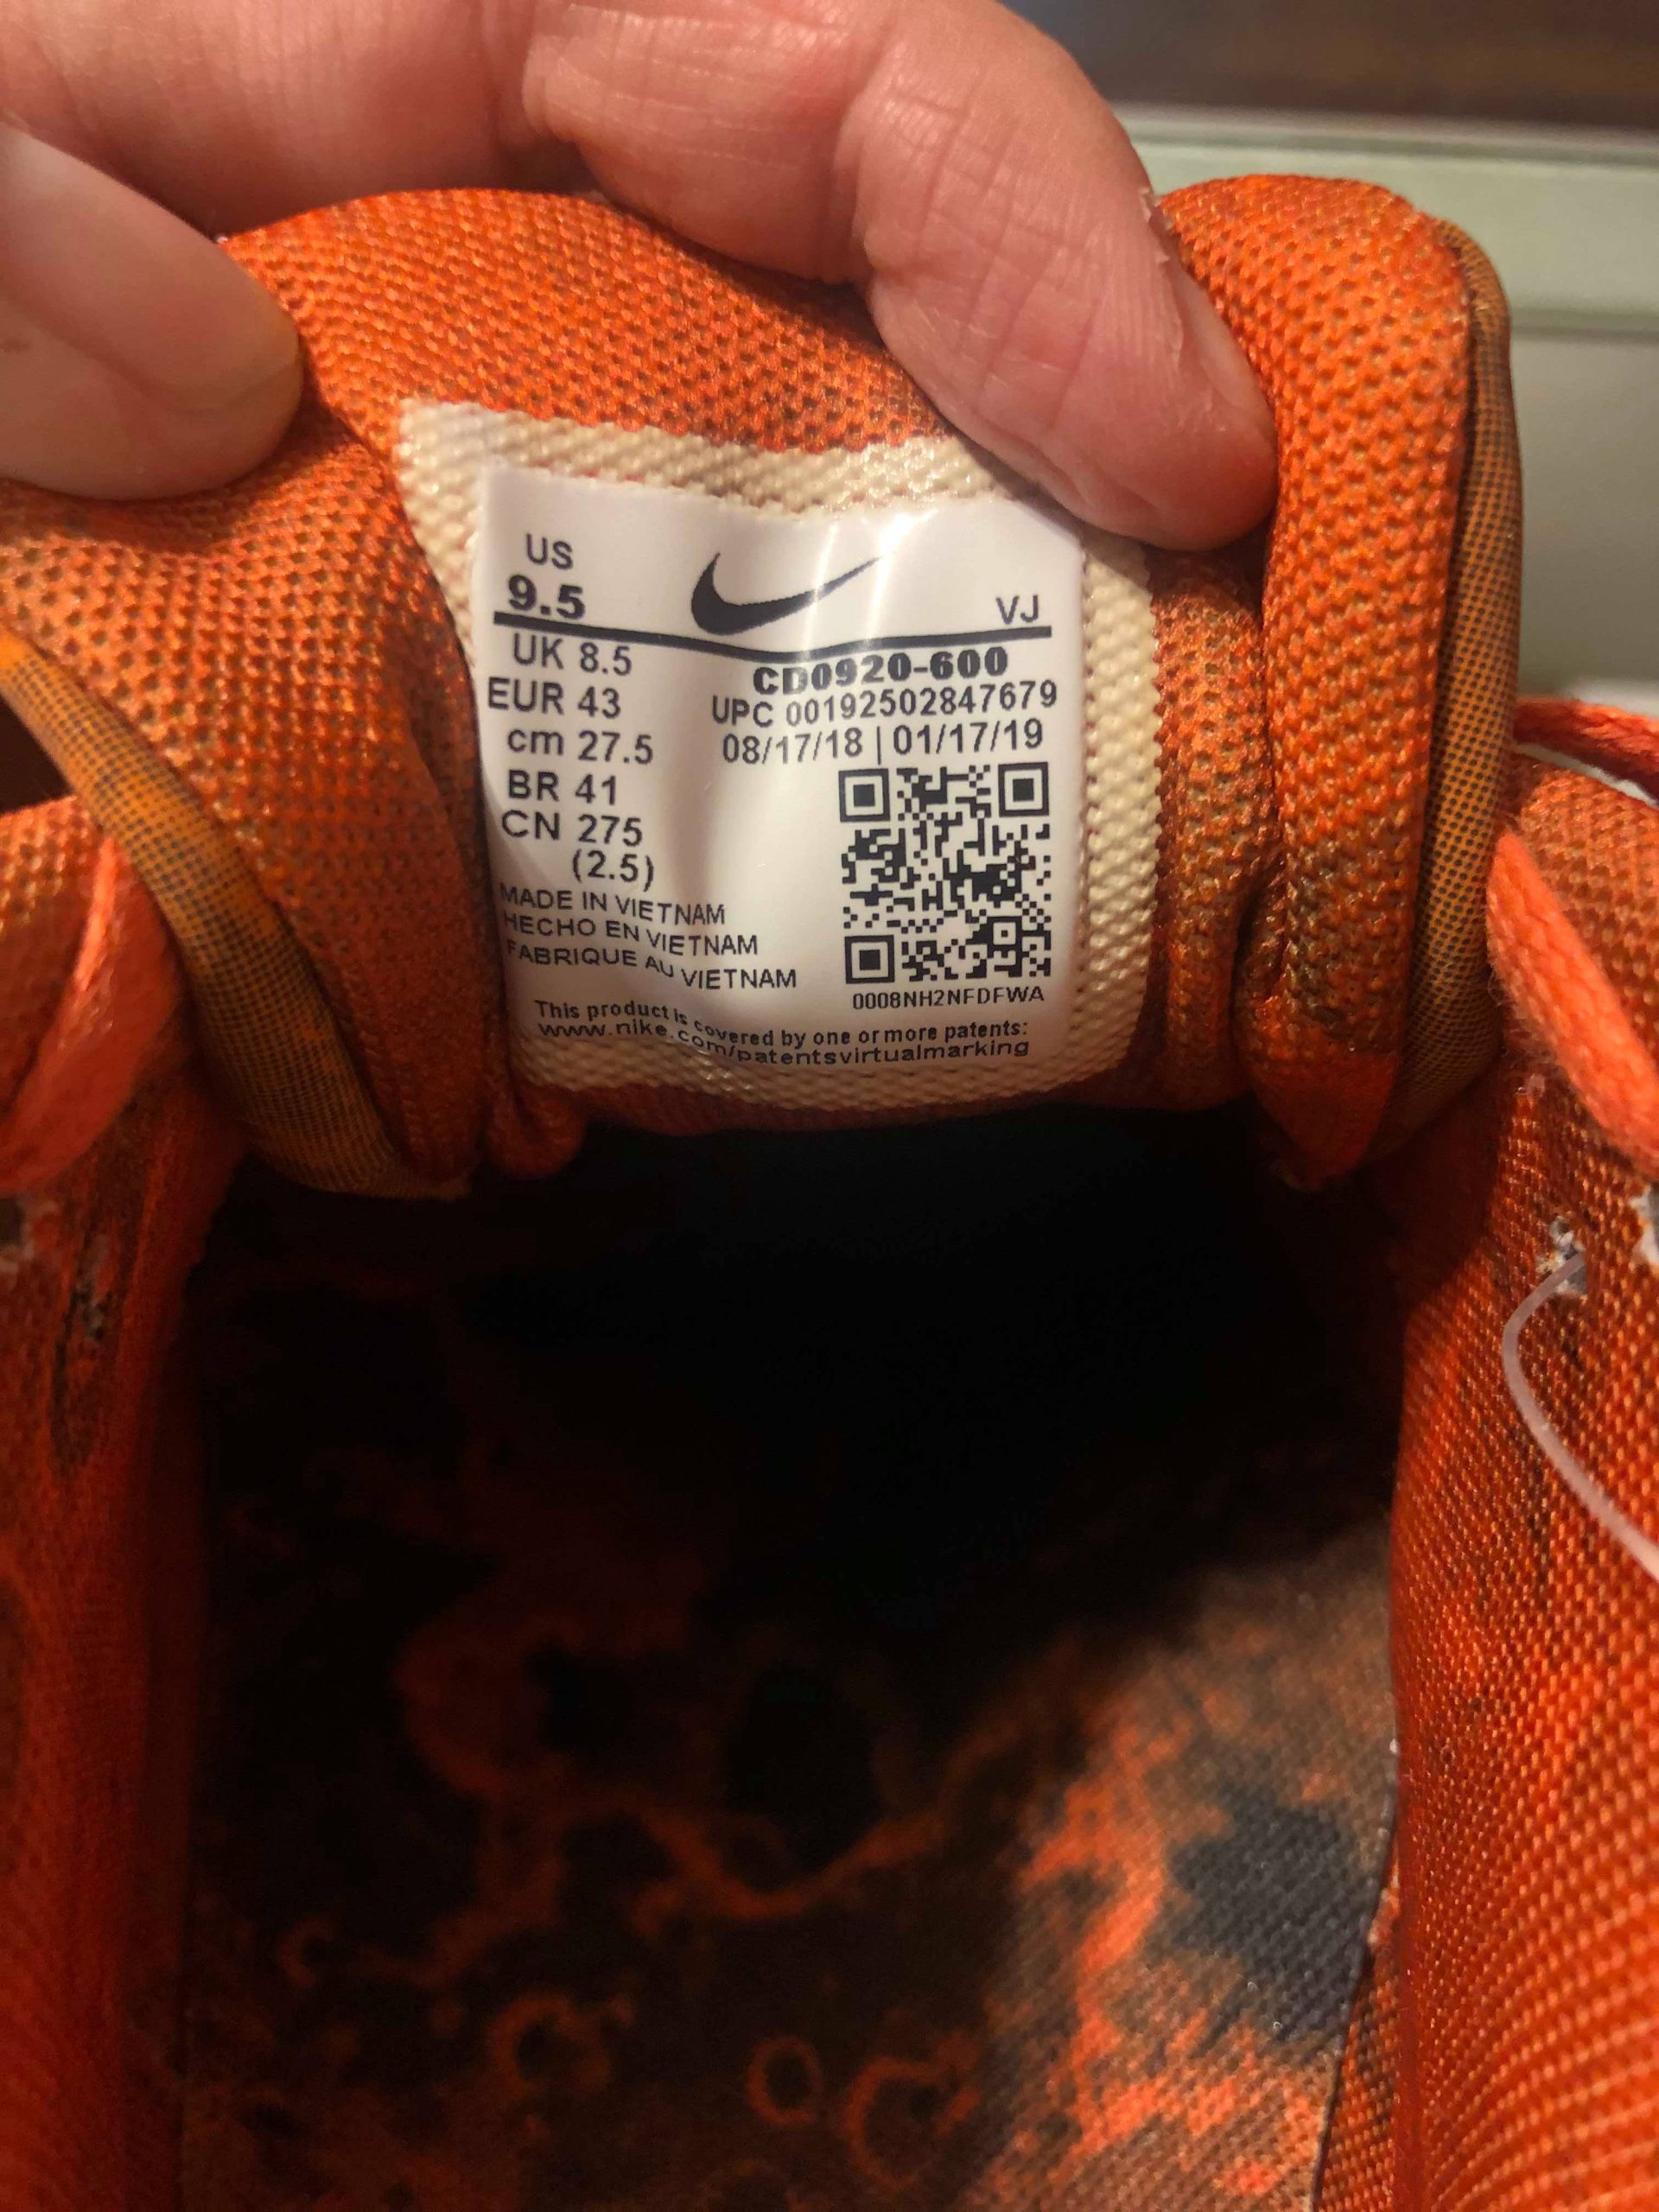 US
9.5
VJ
UK 8.5
EUR 43
cm 27.5
BR 41
CN 275
(2.5)
CD0920-600
UPC 00192502847679
08/17/18 | 01/17/19
MADE IN VIETNAM
HECHO EN VIETNAM
FABRIQUE AU VIETNAM
0008NH2NFDFWA
This product is covered by one or more patents:
www.nike.com/patentsvirtualmarking